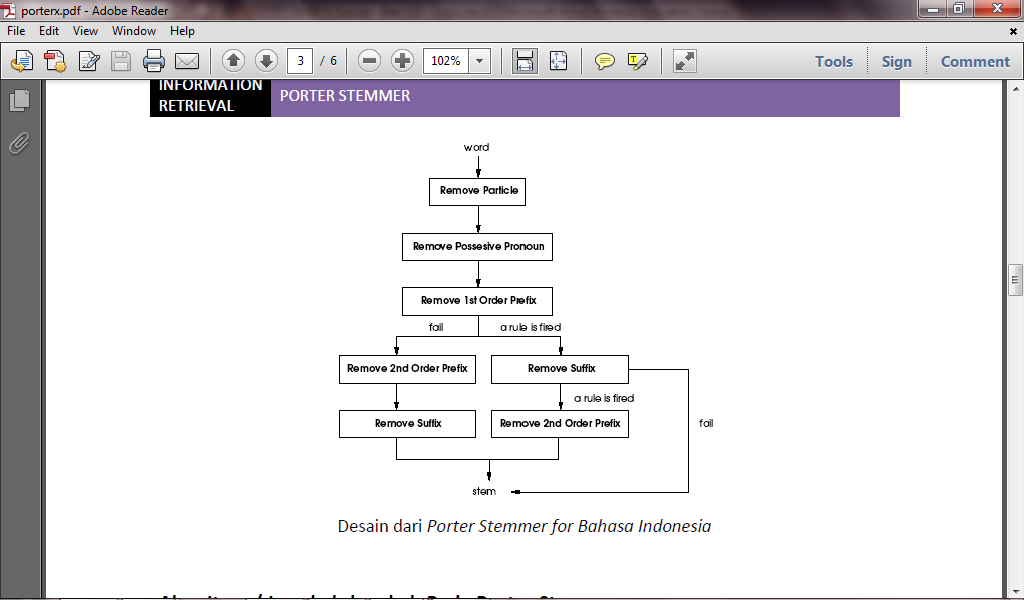 porterx.pdf - Adobe Reader
File Edit View Window Help
3 / 6 102% Tools Sign Comment
INFORMATION
RETRIEVAL
PORTER STEMMER
word
Remove Particle
Remove Possesive Pronoun
Remove 1st Order Prefix
fail a rule is fired
Remove 2nd Order Prefix Remove Suffix
a rule is fired
Remove Suffix Remove 2nd Order Prefix fail
stem
Desain dari Porter Stemmer for Bahasa Indonesia